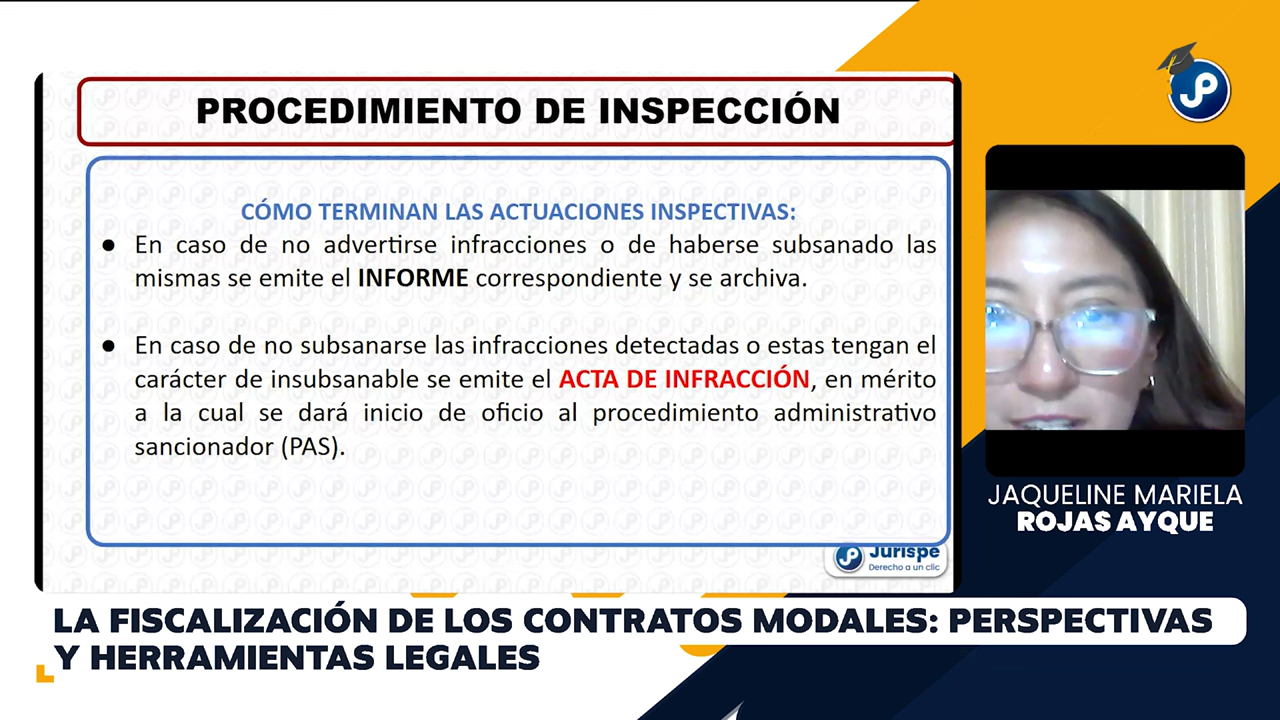 PROCEDIMIENTO DE INSPECCIÓN
CÓMO TERMINAN LAS ACTUACIONES INSPECTIVAS:
● En caso de no advertirse infracciones o de haberse subsanado las
mismas se emite el INFORME correspondiente y se archiva.
● En caso de no subsanarse las infracciones detectadas o estas tengan el
carácter de insubsanable se emite el ACTA DE INFRACCIÓN, en mérito
a la cual se dará inicio de oficio al procedimiento administrativo
sancionador (PAS).
JP
Jurispe
Derecho a un clic
JP
JAQUELINE MARIELA
ROJAS AYQUE
LA FISCALIZACIÓN DE LOS CONTRATOS MODALES: PERSPECTIVAS
Y HERRAMIENTAS LEGALES